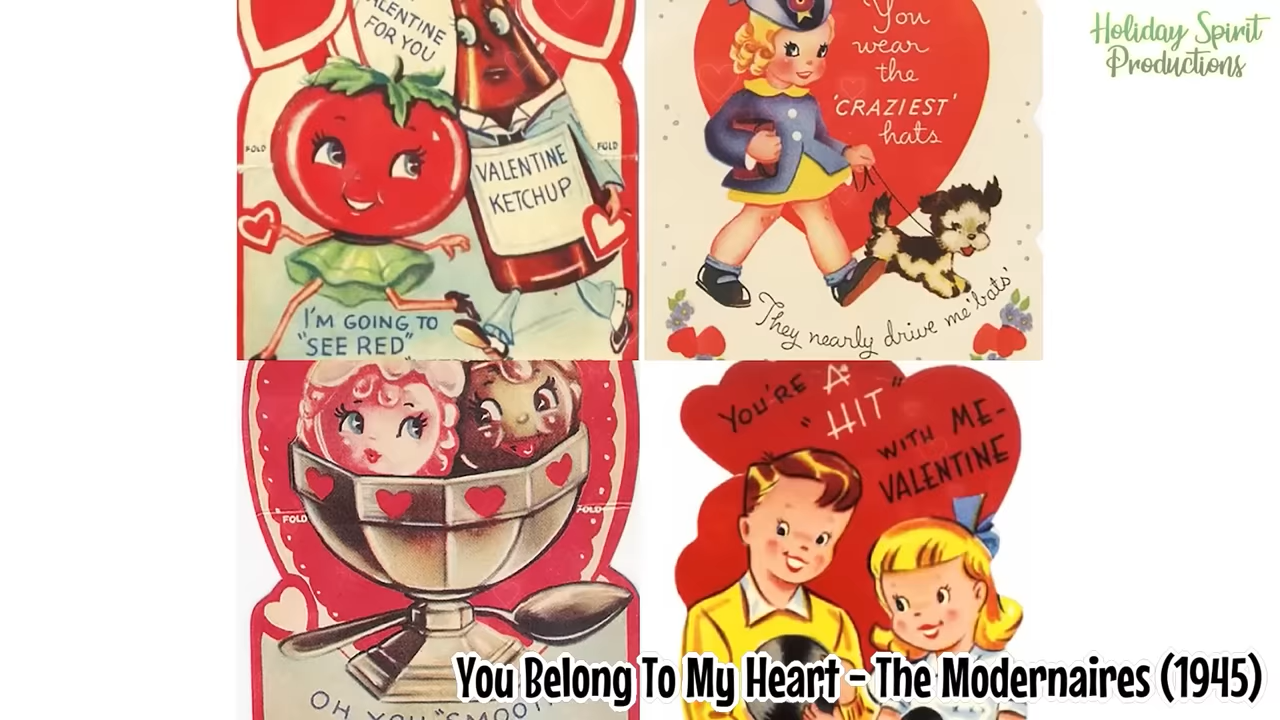 VALENTINE
FOR YOU
FOLD
FOLD
VALENTINE
KETCHUP
I'M GOING TO
"SEE RED"
You
wear
the
'CRAZIEST'
hats
They nearly drive me 'bats'
Holiday Spirit
Productions
FOLD
FOLD
OH YOU
YOU'RE A
"HIT"
WITH ME-
VALENTINE
You Belong To My Heart - The Modernaires (1945)